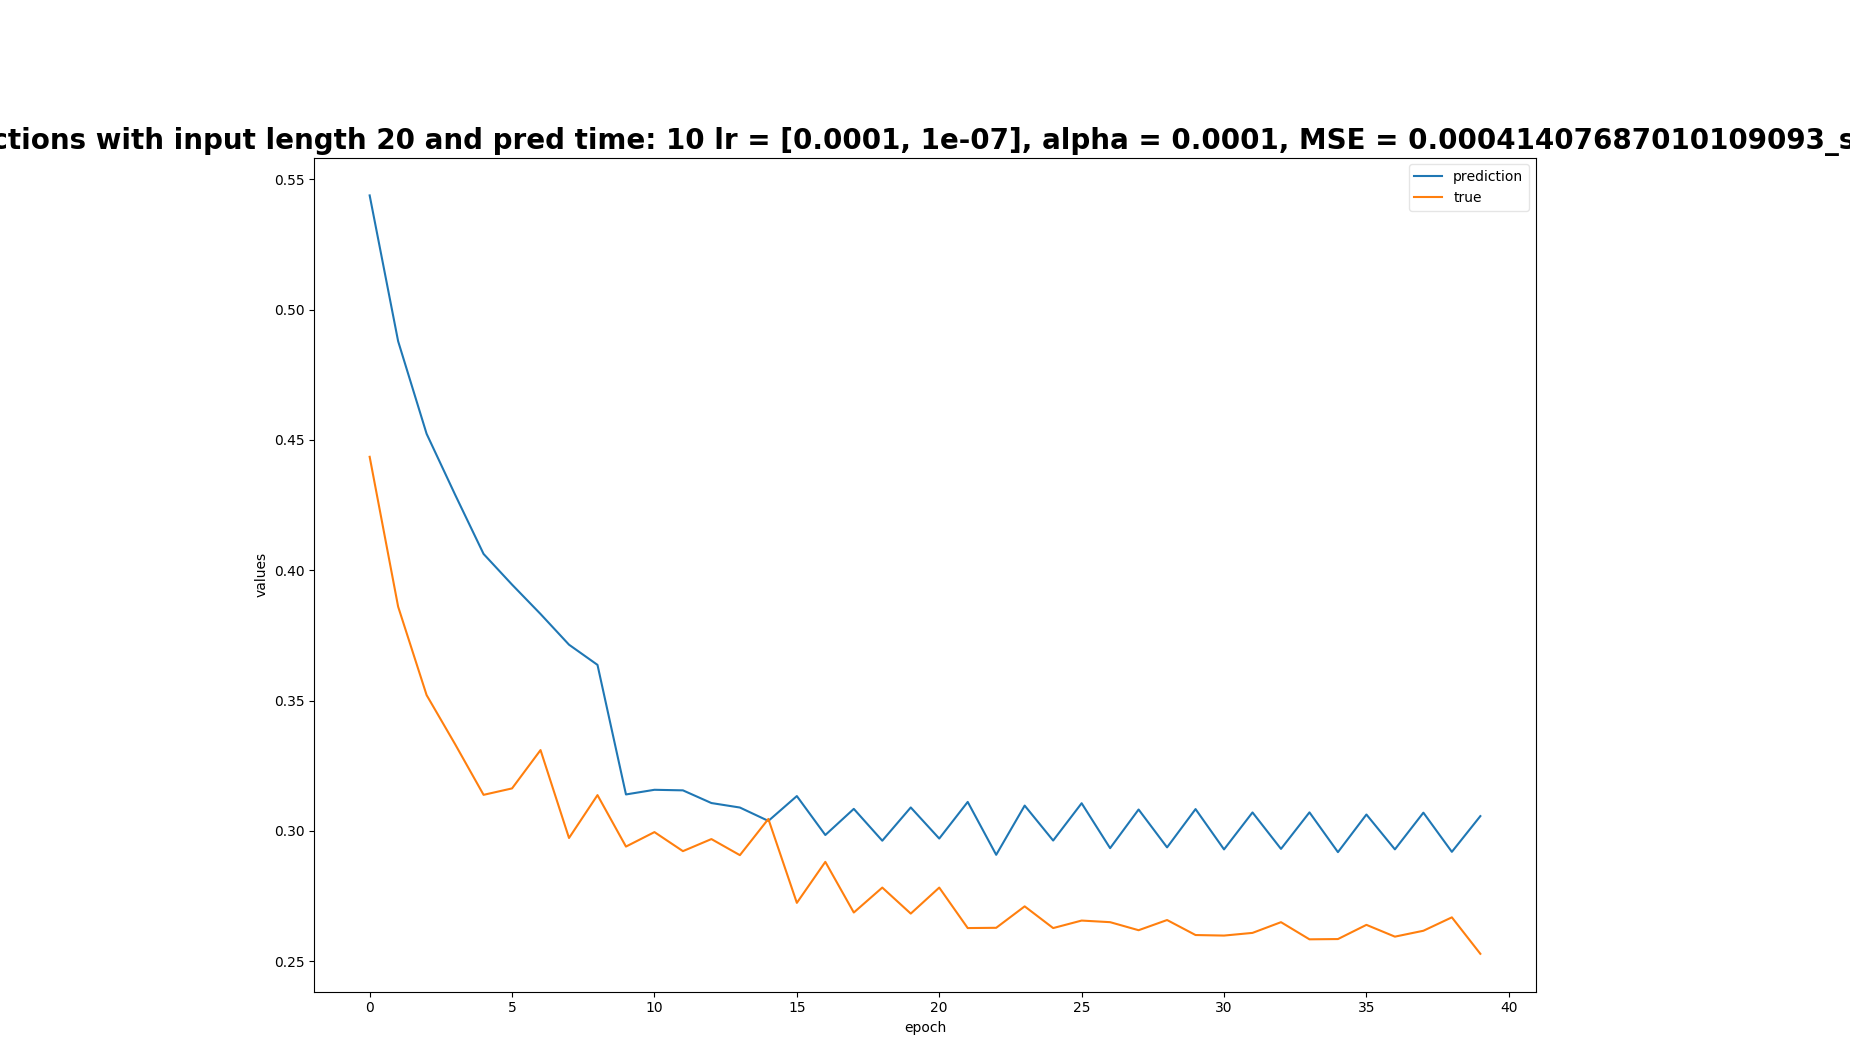 with input length 20 and pred time: 10 lr = [0.0001, 1e-07], alpha = 0.0001, MSE = 0.00041407687010109093_s
prediction
true
0.55
0.50
0.45
0.40
0.35
0.30
0.25
values
0 5 10 15 20 25 30 35 40
epoch